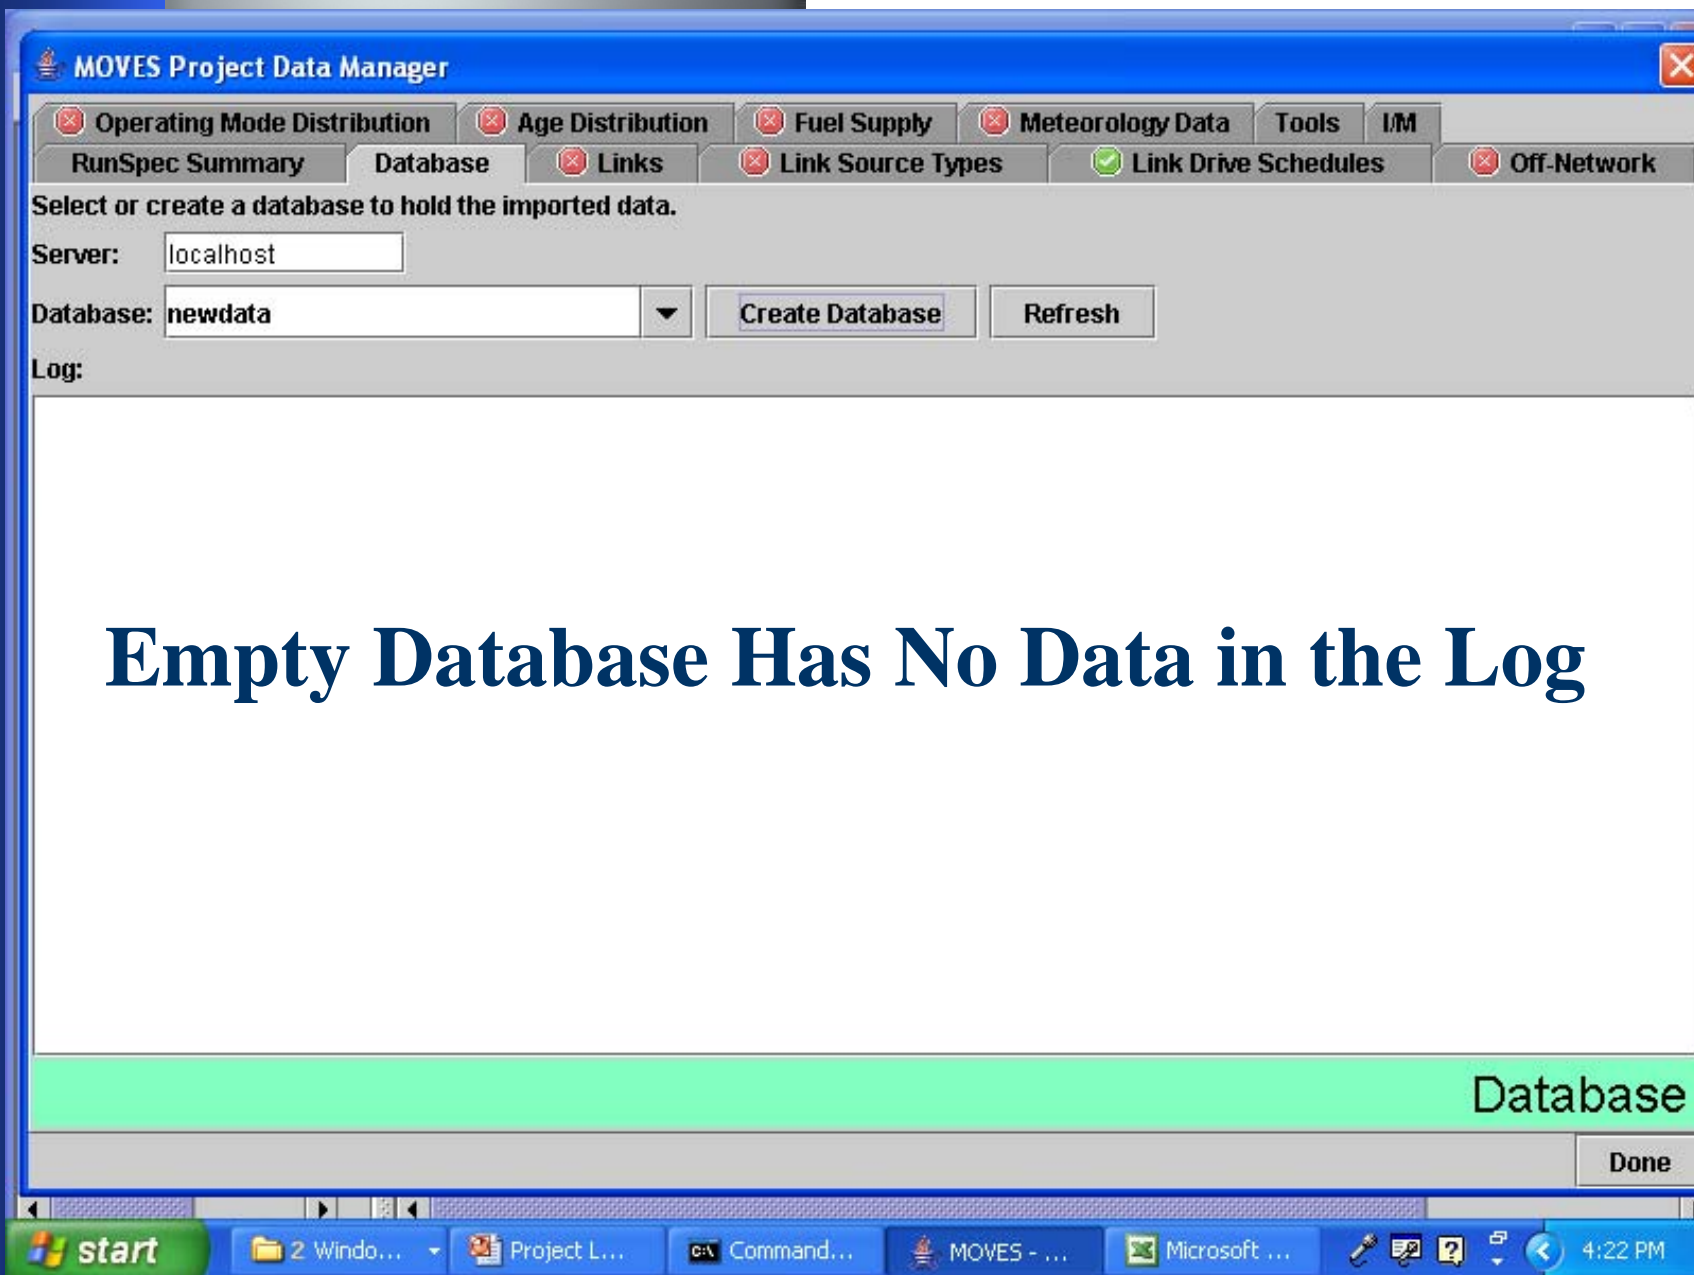 MOVES Project Data Manager
Operating Mode Distribution Age Distribution Fuel Supply Meteorology Data Tools I/M
RunSpec Summary Database Links Link Source Types Link Drive Schedules Off-Network
Select or create a database to hold the imported data.
Server: localhost
Database: newdata Create Database Refresh
Log:
Empty Database Has No Data in the Log
Database
Done
start 2 Windo... Project L... Command... MOVES - ... Microsoft ... 4:22 PM